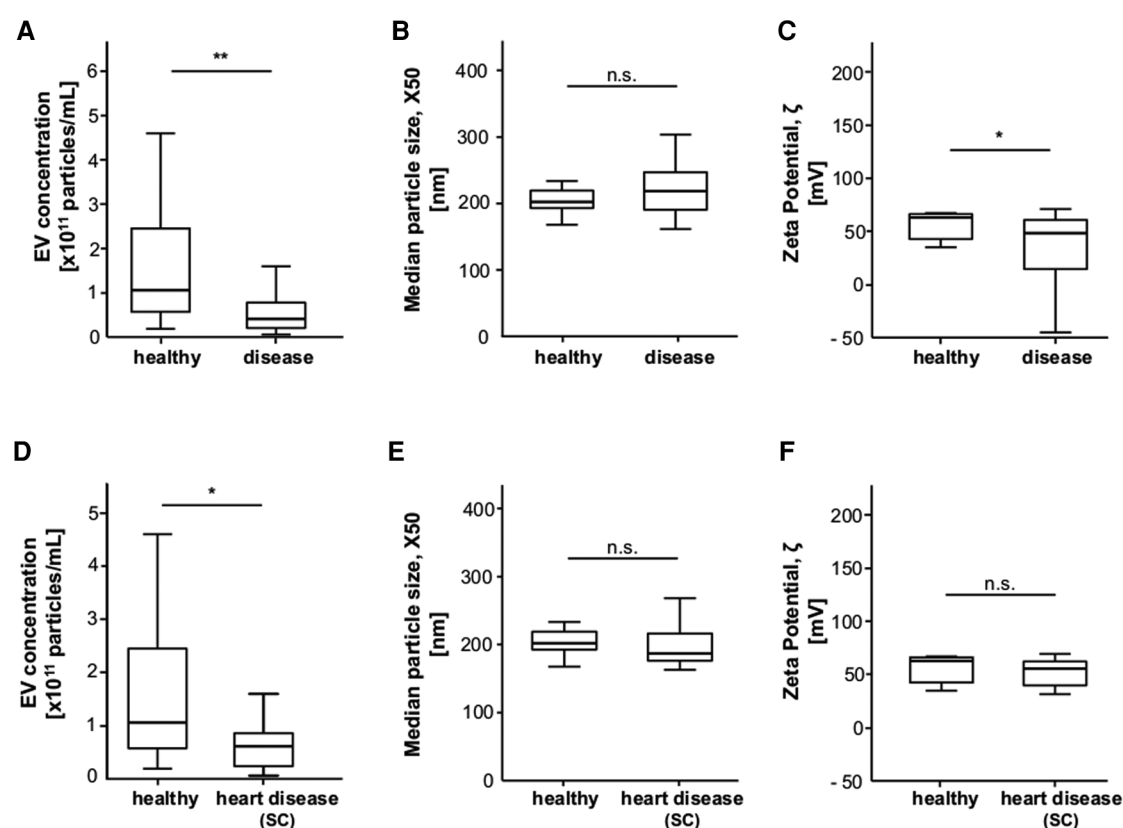 A
EV concentration
[x10¹¹ particles/mL]
6
5
4
3
2
1
0
**
healthy
disease
B
Median particle size, X50
[nm]
400
300
200
100
0
n.s.
healthy
disease
C
Zeta Potential, ζ
[mV]
200
150
100
50
0
- 50
*
healthy
disease
D
EV concentration
[x10¹¹ particles/mL]
5
4
3
2
1
0
*
healthy
heart disease
(SC)
E
Median particle size, X50
[nm]
400
300
200
100
0
n.s.
healthy
heart disease
(SC)
F
Zeta Potential, ζ
[mV]
200
150
100
50
0
- 50
n.s.
healthy
heart disease
(SC)